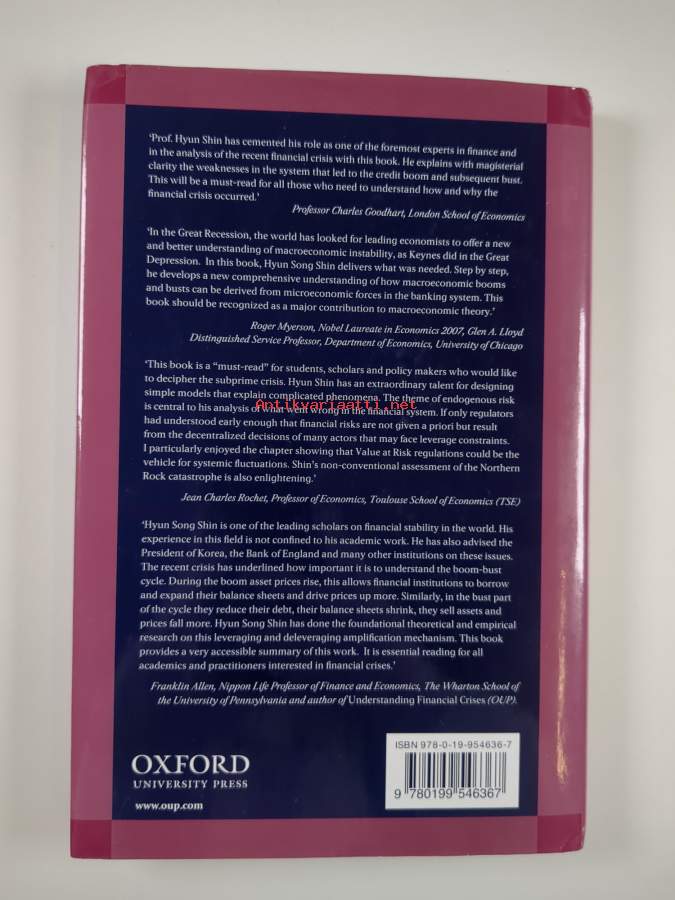 ‘Prof. Hyun Shin has cemented his role as one of the foremost experts in finance and
in the analysis of the recent financial crisis with this book. He explains with magisterial
clarity the weaknesses in the system that led to the credit boom and subsequent bust.
This will be a must-read for all those who need to understand how and why the
financial crisis occurred.’
Professor Charles Goodhart, London School of Economics
‘In the Great Recession, the world has looked for leading economists to offer a new
and better understanding of macroeconomic instability, as Keynes did in the Great
Depression. In this book, Hyun Song Shin delivers what was needed. Step by step,
he develops a new comprehensive understanding of how macroeconomic booms
and busts can be derived from microeconomic forces in the banking system. This
book should be recognized as a major contribution to macroeconomic theory.’
Roger Myerson, Nobel Laureate in Economics 2007, Glen A. Lloyd
Distinguished Service Professor, Department of Economics, University of Chicago
‘This book is a “must-read” for students, scholars and policy makers who would like
to decipher the subprime crisis. Hyun Shin has an extraordinary talent for designing
simple models that explain complicated phenomena. The theme of endogenous risk
Antikvariaatti.net
is central to his analysis of what went wrong in the financial system. If only regulators
had understood early enough that financial risks are not given a priori but result
from the decentralized decisions of many actors that may face leverage constraints.
I particularly enjoyed the chapter showing that Value at Risk regulations could be the
vehicle for systemic fluctuations. Shin’s non-conventional assessment of the Northern
Rock catastrophe is also enlightening.’
Jean Charles Rochet, Professor of Economics, Toulouse School of Economics (TSE)
‘Hyun Song Shin is one of the leading scholars on financial stability in the world. His
experience in this field is not confined to his academic work. He has also advised the
President of Korea, the Bank of England and many other institutions on these issues.
The recent crisis has underlined how important it is to understand the boom-bust
cycle. During the boom asset prices rise, this allows financial institutions to borrow
and expand their balance sheets and drive prices up more. Similarly, in the bust part
of the cycle they reduce their debt, their balance sheets shrink, they sell assets and
prices fall more. Hyun Song Shin has done the foundational theoretical and empirical
research on this leveraging and deleveraging amplification mechanism. This book
provides a very accessible summary of this work. It is essential reading for all
academics and practitioners interested in financial crises.’
Franklin Allen, Nippon Life Professor of Finance and Economics, The Wharton School of
the University of Pennsylvania and author of Understanding Financial Crises (OUP).
OXFORD
UNIVERSITY PRESS
www.oup.com
ISBN 978-0-19-954636-7
9 780199 546367